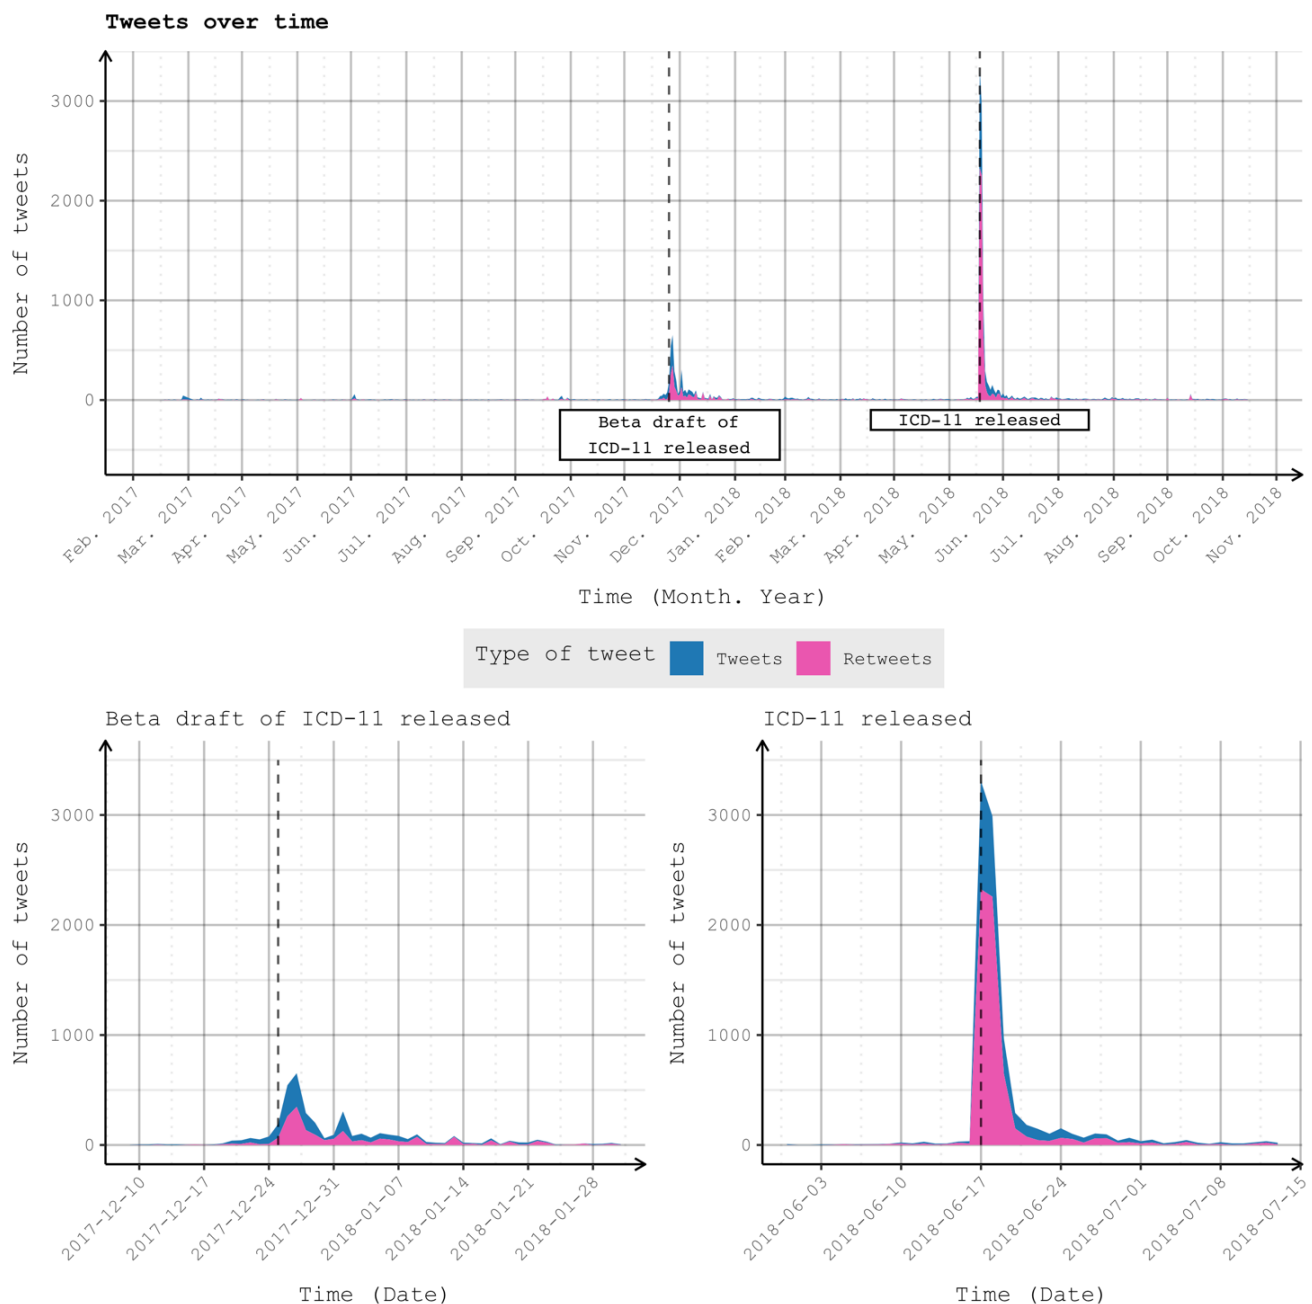 Tweets over time
Number of tweets
3000
2000
1000
0
Beta draft of
ICD-11 released
ICD-11 released
Feb. 2017
Mar. 2017
Apr. 2017
May. 2017
Jun. 2017
Jul. 2017
Aug. 2017
Sep. 2017
Oct. 2017
Nov. 2017
Dec. 2017
Jan. 2018
Feb. 2018
Mar. 2018
Apr. 2018
May. 2018
Jun. 2018
Jul. 2018
Aug. 2018
Sep. 2018
Oct. 2018
Nov. 2018
Time (Month. Year)
Type of tweet Tweets Retweets
Beta draft of ICD-11 released
Number of tweets
3000
2000
1000
0
2017-12-10
2017-12-17
2017-12-24
2017-12-31
2018-01-07
2018-01-14
2018-01-21
2018-01-28
Time (Date)
ICD-11 released
Number of tweets
3000
2000
1000
0
2018-06-03
2018-06-10
2018-06-17
2018-06-24
2018-07-01
2018-07-08
2018-07-15
Time (Date)